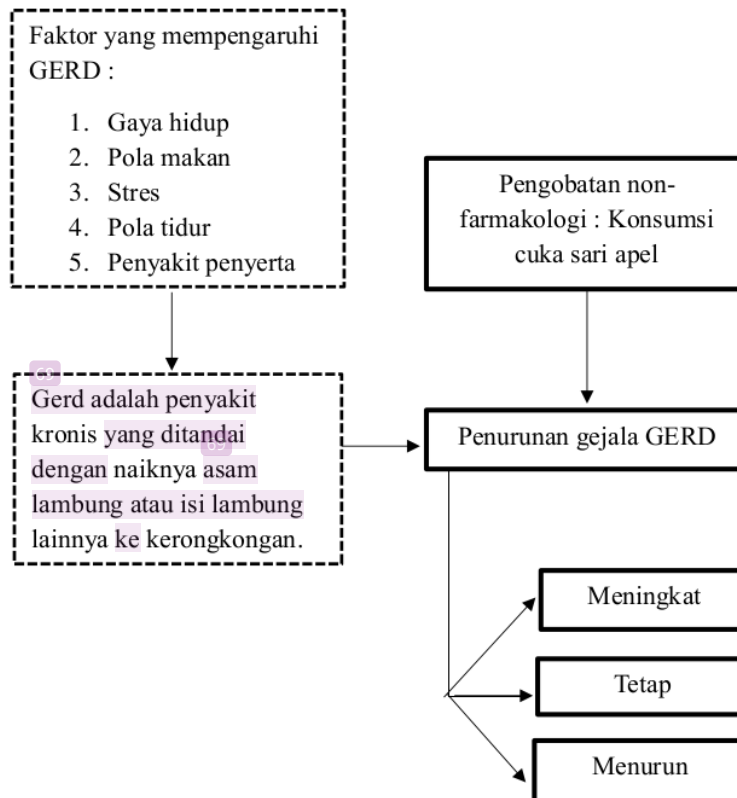 Faktor yang mempengaruhi
GERD :
1. Gaya hidup
2. Pola makan
3. Stres
4. Pola tidur
5. Penyakit penyerta
Pengobatan non-
farmakologi : Konsumsi
cuka sari apel
63
Gerd adalah penyakit
kronis yang ditandai
69
dengan naiknya asam
lambung atau isi lambung
lainnya ke kerongkongan.
Penurunan gejala GERD
Meningkat
Tetap
Menurun